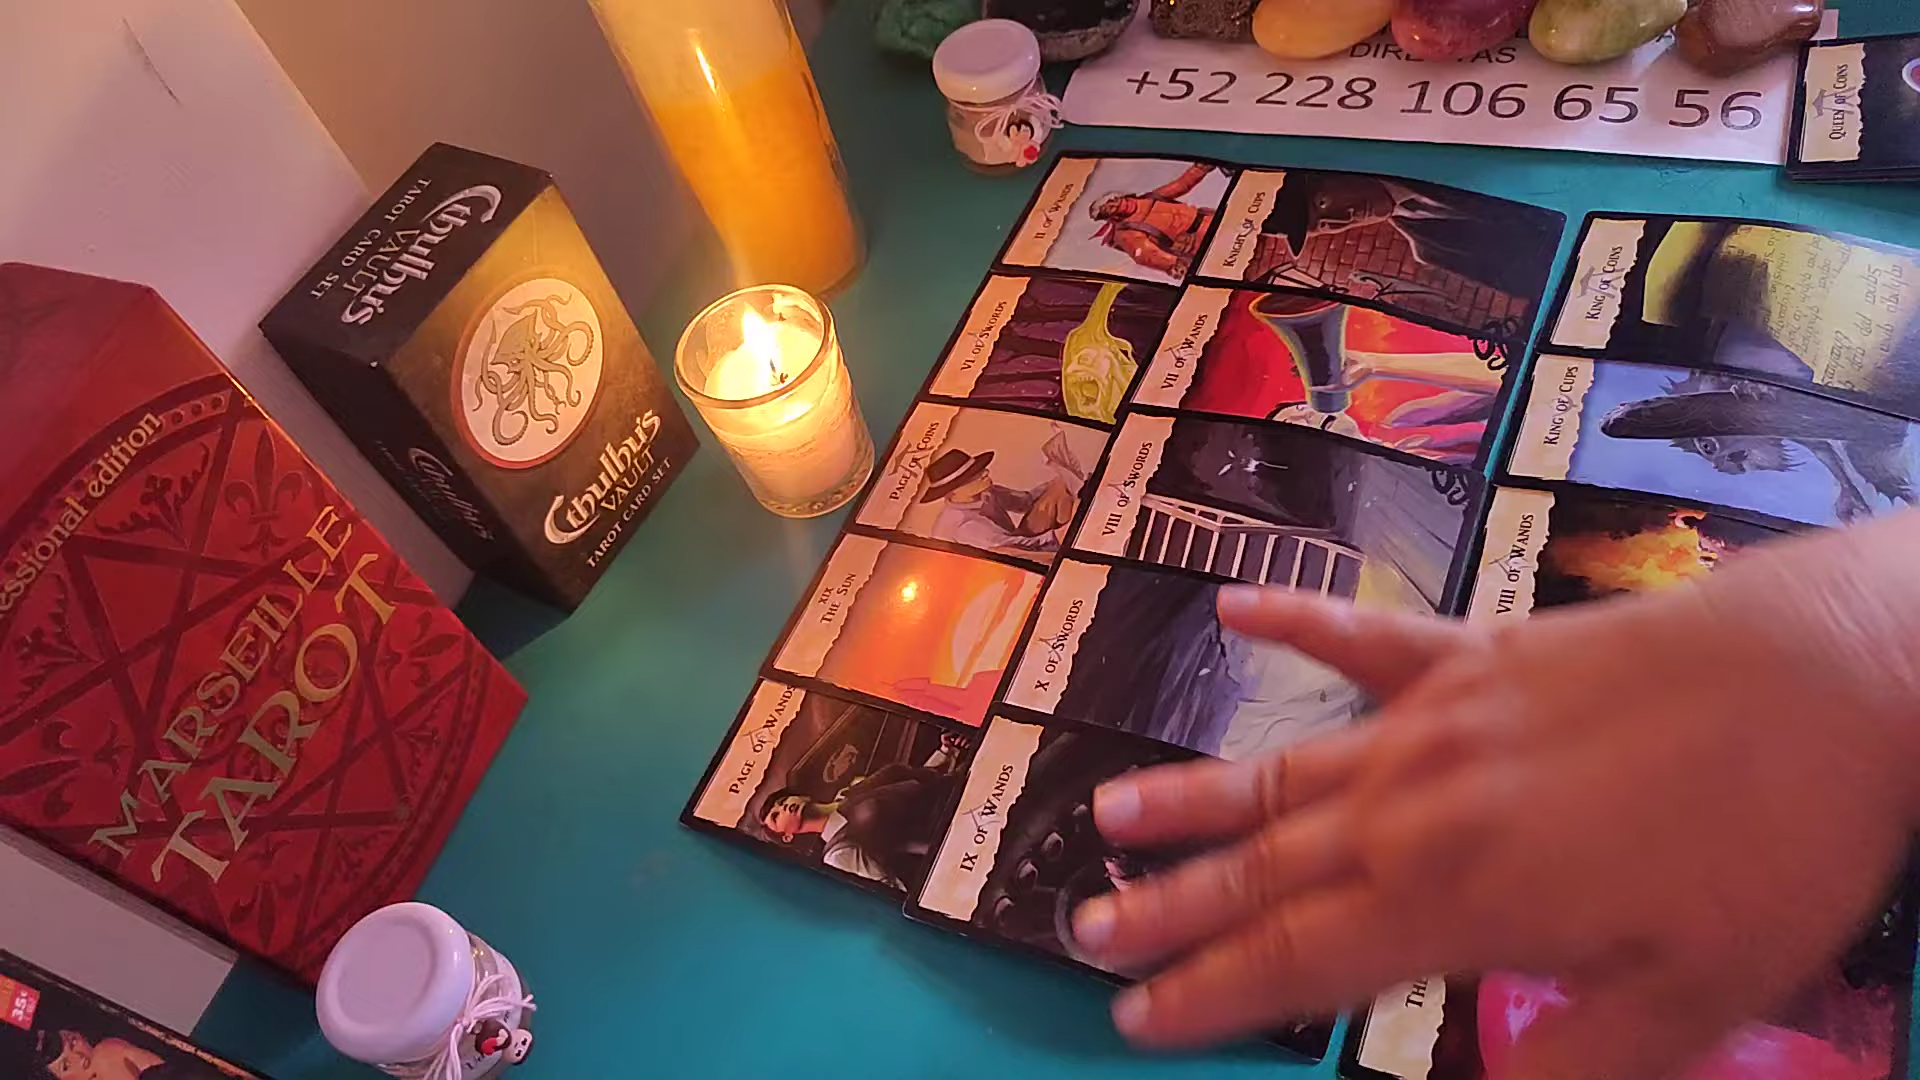 DIRECTAS
+52 228 106 65 56
QUEEN OF COINS
II OF WANDS
KNIGHT OF CUPS
KING OF COINS
VI OF SWORDS
VII OF WANDS
KING OF CUPS
PAGE OF COINS
VIII OF SWORDS
VIII OF WANDS
XIX
THE SUN
X OF SWORDS
PAGE OF WANDS
IX OF WANDS
Cthulhu's
VAULT
TAROT CARD SET
Cthulhu's
VAULT
TAROT CARD SET
essional edition
MARSEILLE
TAROT